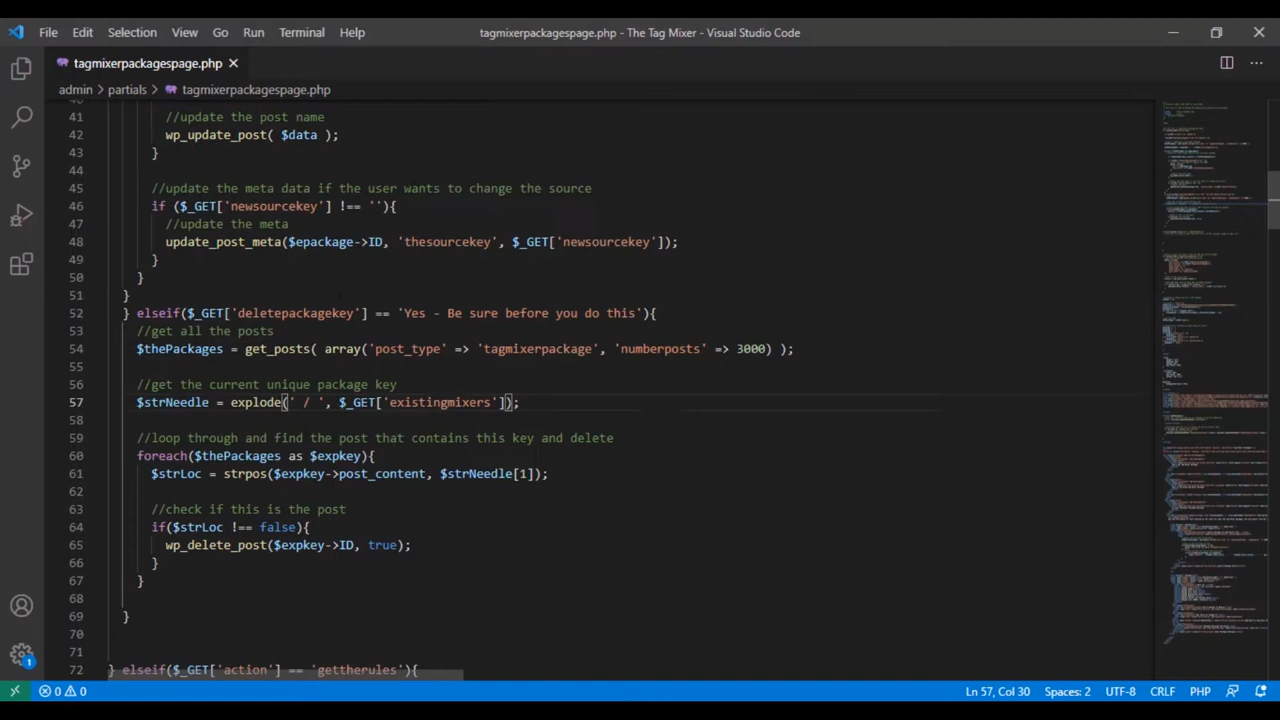 File Edit Selection View Go Run Terminal Help tagmixerpackagespage.php - The Tag Mixer - Visual Studio Code
tagmixerpackagespage.php
admin > partials > tagmixerpackagespage.php
41 //update the post name
42 wp_update_post( $data );
43 }
44
45 //update the meta data if the user wants to change the source
46 if ($_GET['newsourcekey'] !== ''){
47 //update the meta
48 update_post_meta($epackage->ID, 'thesourcekey', $_GET['newsourcekey']);
49 }
50 }
51 }
52 } elseif($_GET['deletepackagekey'] == 'Yes - Be sure before you do this'){
53 //get all the posts
54 $thePackages = get_posts( array('post_type' => 'tagmixerpackage', 'numberposts' => 3000) );
55
56 //get the current unique package key
57 $strNeedle = explode(' / ', $_GET['existingmixers']);
58
59 //loop through and find the post that contains this key and delete
60 foreach($thePackages as $expkey){
61 $strLoc = strpos($expkey->post_content, $strNeedle[1]);
62
63 //check if this is the post
64 if($strLoc !== false){
65 wp_delete_post($expkey->ID, true);
66 }
67 }
68
69 }
70
71
72 } elseif($_GET['action'] == 'gettherules'){
1
0 0 Ln 57, Col 30 Spaces: 2 UTF-8 CRLF PHP